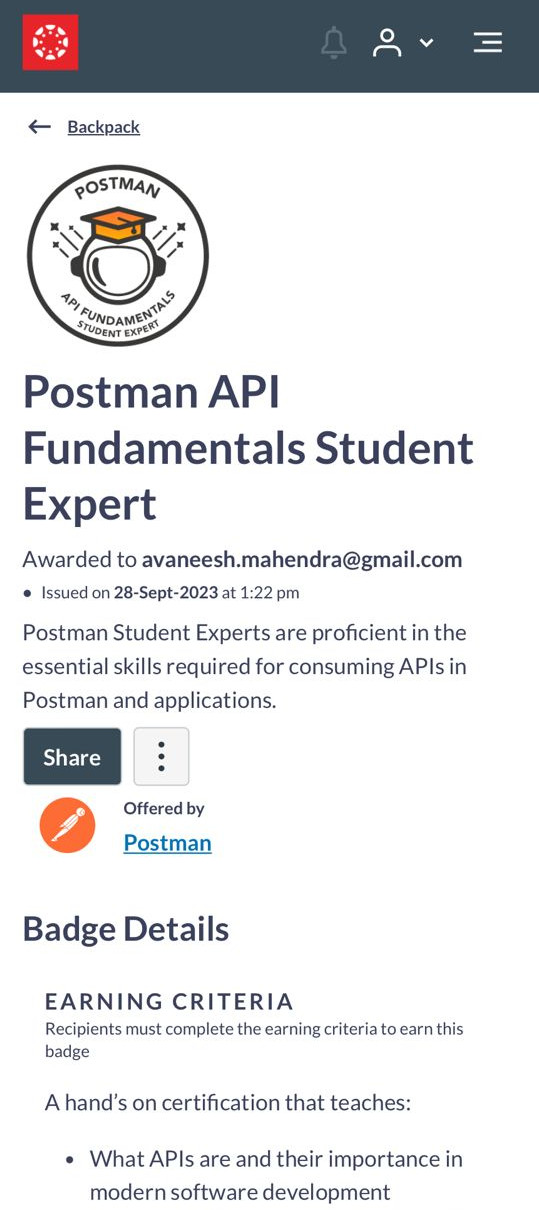 Backpack
POSTMAN
API FUNDAMENTALS
STUDENT EXPERT
Postman API
Fundamentals Student
Expert
Awarded to avaneesh.mahendra@gmail.com
• Issued on 28-Sept-2023 at 1:22 pm
Postman Student Experts are proficient in the
essential skills required for consuming APIs in
Postman and applications.
Share
Offered by
Postman
Badge Details
EARNING CRITERIA
Recipients must complete the earning criteria to earn this
badge
A hand’s on certification that teaches:
• What APIs are and their importance in
modern software development